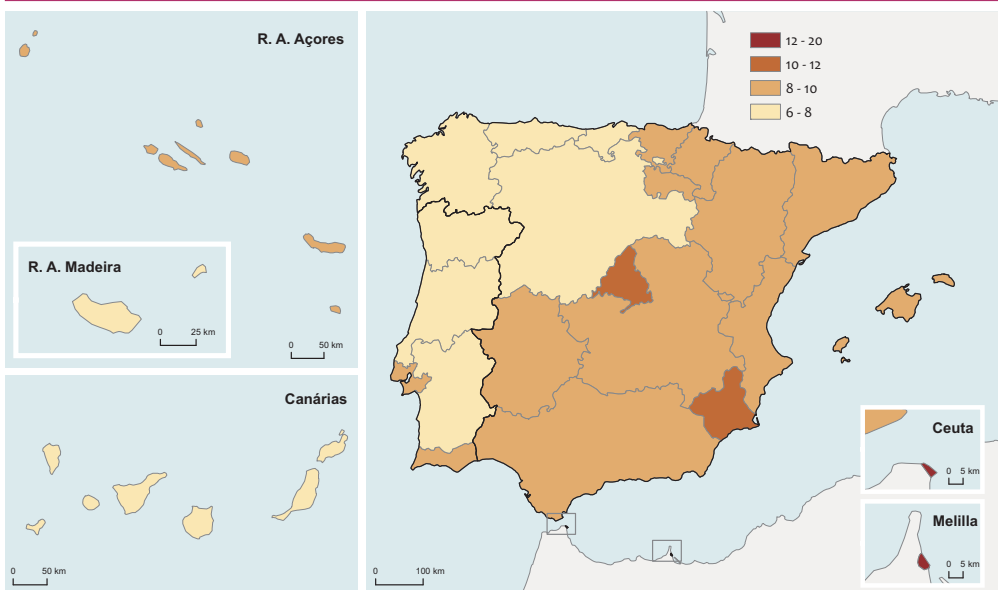 R. A. Açores
R. A. Madeira
0 25 km
0 50 km
Canárias
0 50 km
12 - 20
10 - 12
8 - 10
6 - 8
0 100 km
Ceuta
0 5 km
Melilla
0 5 km